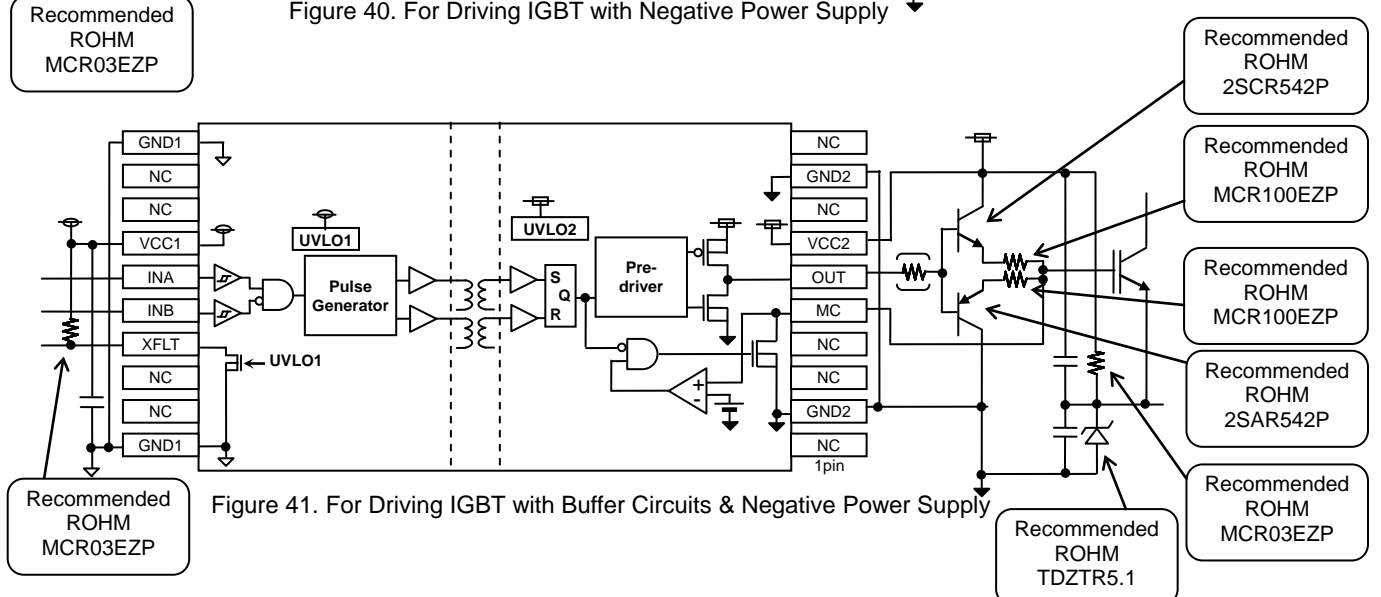 Figure 40. For Driving IGBT with Negative Power Supply
Recommended
ROHM
MCR03EZP
Recommended
ROHM
2SCR542P
Recommended
ROHM
MCR100EZP
Recommended
ROHM
MCR100EZP
Recommended
ROHM
2SAR542P
Recommended
ROHM
MCR03EZP
Recommended
ROHM
TDZTR5.1
GND1
NC
NC
VCC1
INA
INB
XFLT
NC
NC
GND1
UVLO1
Pulse
Generator
UVLO1
UVLO2
S
Q
R
Pre-
driver
+
-
NC
GND2
NC
VCC2
OUT
MC
NC
NC
GND2
NC
1pin
Recommended
ROHM
MCR03EZP
Figure 41. For Driving IGBT with Buffer Circuits & Negative Power Supply